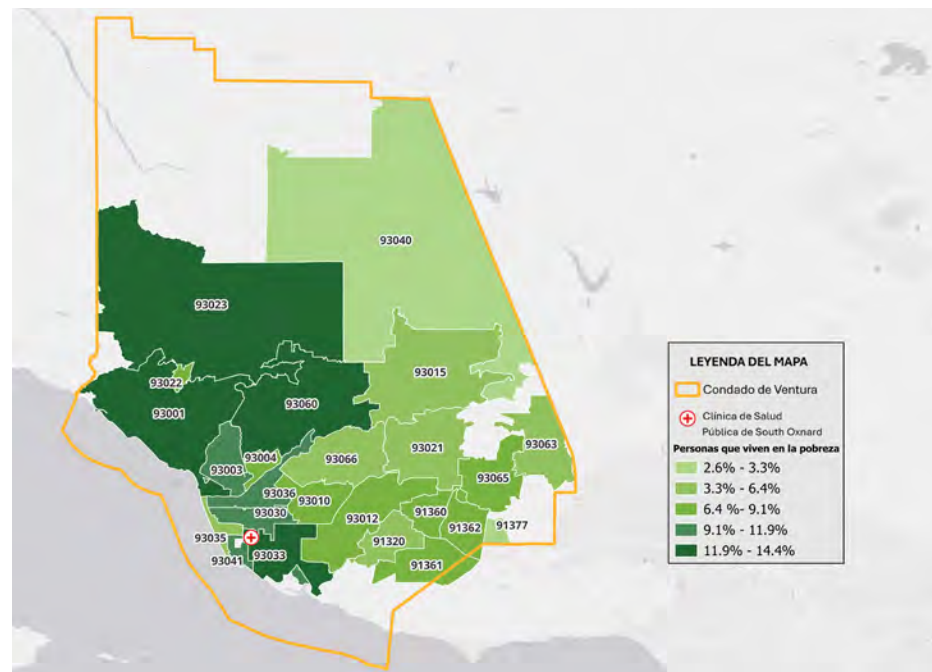 93040
93023
93015
93022
93001
93060
93063
93003
93004
93066
93021
93065
93036
93010
93030
93012
91360
91362
91377
93035
93033
91320
93041
91361
LEYENDA DEL MAPA
Condado de Ventura
Clínica de Salud
Pública de South Oxnard
Personas que viven en la pobreza
2.6% - 3.3%
3.3% - 6.4%
6.4 %- 9.1%
9.1% - 11.9%
11.9% - 14.4%